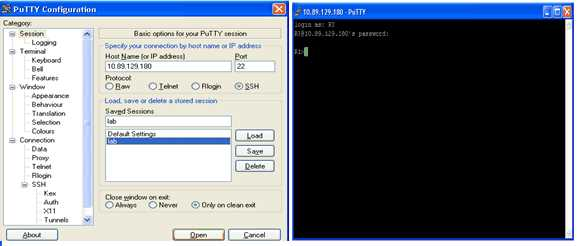 PuTTY Configuration
Category:
Session
Logging
Terminal
Keyboard
Bell
Features
Window
Appearance
Behaviour
Translation
Selection
Colours
Connection
Data
Proxy
Telnet
Rlogin
SSH
Kex
Auth
X11
Tunnels
Basic options for your PuTTY session
Specify your connection by host name or IP address
Host Name (or IP address) Port
10.89.129.180 22
Protocol:
Raw Telnet Rlogin SSH
Load, save or delete a stored session
Saved Sessions
lab
Default Settings
lab
Load
Save
Delete
Close window on exit:
Always Never Only on clean exit
About Open Cancel
10.89.129.180 - PuTTY
login as: R1
R1@10.89.129.180's password: